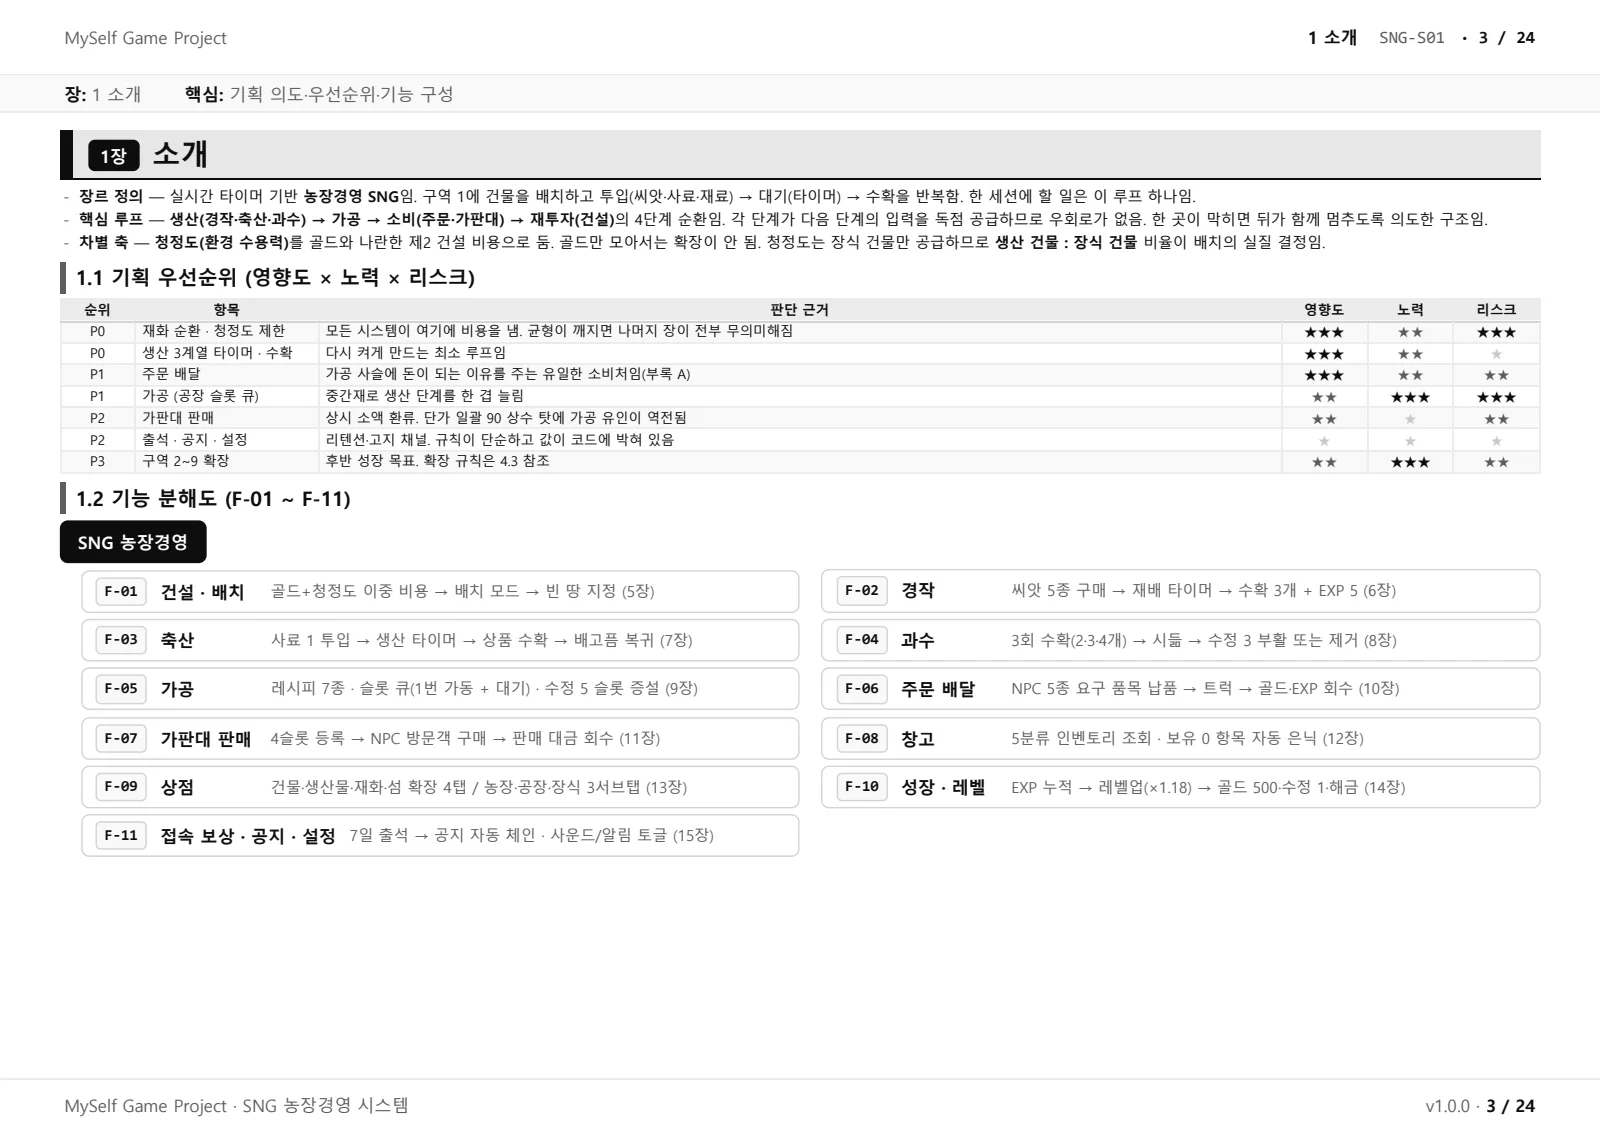 MySelf Game Project
1 소개 SNG-S01 · 3 / 24
장: 1 소개 핵심: 기획 의도·우선순위·기능 구성
1장 소개
- 장르 정의 — 실시간 타이머 기반 농장경영 SNG임. 구역 1에 건물을 배치하고 투입(씨앗·사료·재료) → 대기(타이머) → 수확을 반복함. 한 세션에 할 일은 이 루프 하나임.
- 핵심 루프 — 생산(경작·축산·과수) → 가공 → 소비(주문·가판대) → 재투자(건설)의 4단계 순환임. 각 단계가 다음 단계의 입력을 독점 공급하므로 우회로가 없음. 한 곳이 막히면 뒤가 함께 멈추도록 의도한 구조임.
- 차별 축 — 청정도(환경 수용력)를 골드와 나란한 제2 건설 비용으로 둠. 골드만 모아서는 확장이 안 됨. 청정도는 장식 건물만 공급하므로 생산 건물 : 장식 건물 비율이 배치의 실질 결정임.
1.1 기획 우선순위 (영향도 × 노력 × 리스크)
순위 항목 판단 근거 영향도 노력 리스크
P0 재화 순환 · 청정도 제한 모든 시스템이 여기에 비용을 냄. 균형이 깨지면 나머지 장이 전부 무의미해짐 ★★★ ★★ ★★★
P0 생산 3계열 타이머 · 수확 다시 켜게 만드는 최소 루프임 ★★★ ★★ ★
P1 주문 배달 가공 사슬에 돈이 되는 이유를 주는 유일한 소비처임(부록 A) ★★★ ★★ ★★
P1 가공 (공장 슬롯 큐) 중간재로 생산 단계를 한 겹 늘림 ★★ ★★★ ★★★
P2 가판대 판매 상시 소액 환류. 단가 일괄 90 상수 탓에 가공 유인이 역전됨 ★★ ★ ★★
P2 출석 · 공지 · 설정 리텐션·고지 채널. 규칙이 단순하고 값이 코드에 박혀 있음 ★ ★ ★
P3 구역 2~9 확장 후반 성장 목표. 확장 규칙은 4.3 참조 ★★ ★★★ ★★
1.2 기능 분해도 (F-01 ~ F-11)
SNG 농장경영
F-01 건설 · 배치 골드+청정도 이중 비용 → 배치 모드 → 빈 땅 지정 (5장)
F-02 경작 씨앗 5종 구매 → 재배 타이머 → 수확 3개 + EXP 5 (6장)
F-03 축산 사료 1 투입 → 생산 타이머 → 상품 수확 → 배고픔 복귀 (7장)
F-04 과수 3회 수확(2·3·4개) → 시듦 → 수정 3 부활 또는 제거 (8장)
F-05 가공 레시피 7종 · 슬롯 큐(1번 가동 + 대기) · 수정 5 슬롯 증설 (9장)
F-06 주문 배달 NPC 5종 요구 품목 납품 → 트럭 → 골드·EXP 회수 (10장)
F-07 가판대 판매 4슬롯 등록 → NPC 방문객 구매 → 판매 대금 회수 (11장)
F-08 창고 5분류 인벤토리 조회 · 보유 0 항목 자동 은닉 (12장)
F-09 상점 건물·생산물·재화·섬 확장 4탭 / 농장·공장·장식 3서브탭 (13장)
F-10 성장 · 레벨 EXP 누적 → 레벨업(×1.18) → 골드 500·수정 1·해금 (14장)
F-11 접속 보상 · 공지 · 설정 7일 출석 → 공지 자동 체인 · 사운드/알림 토글 (15장)
MySelf Game Project · SNG 농장경영 시스템
v1.0.0 · 3 / 24